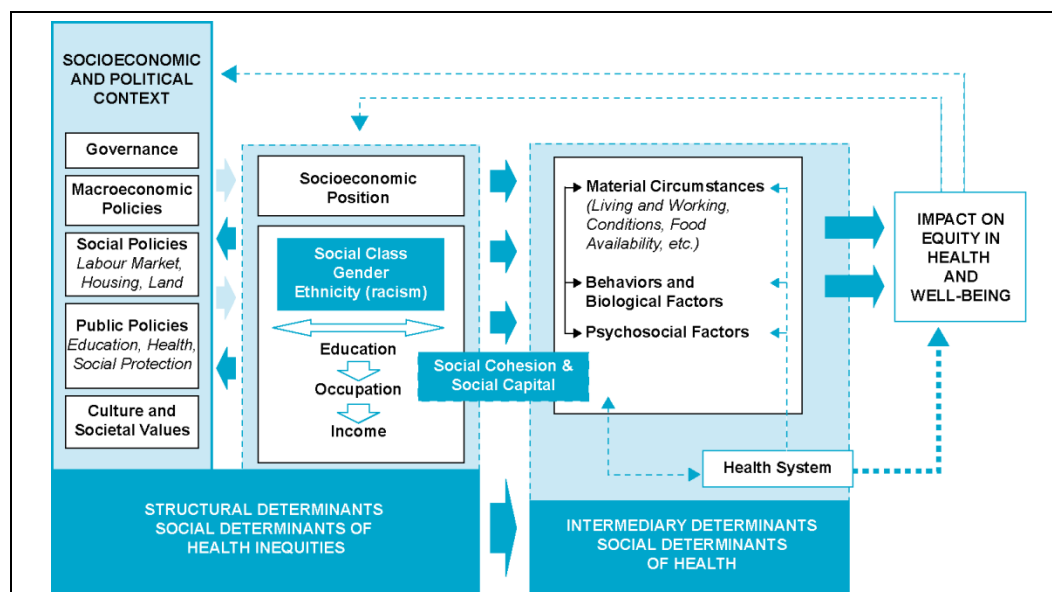 SOCIOECONOMIC
AND POLITICAL
CONTEXT
Governance
Macroeconomic
Policies
Social Policies
Labour Market,
Housing, Land
Public Policies
Education, Health,
Social Protection
Culture and
Societal Values
Socioeconomic
Position
Social Class
Gender
Ethnicity (racism)
Education
Occupation
Income
Social Cohesion &
Social Capital
Material Circumstances
(Living and Working,
Conditions, Food
Availability, etc.)
Behaviors and
Biological Factors
Psychosocial Factors
Health System
IMPACT ON
EQUITY IN
HEALTH
AND
WELL-BEING
STRUCTURAL DETERMINANTS
SOCIAL DETERMINANTS OF
HEALTH INEQUITIES
INTERMEDIARY DETERMINANTS
SOCIAL DETERMINANTS
OF HEALTH